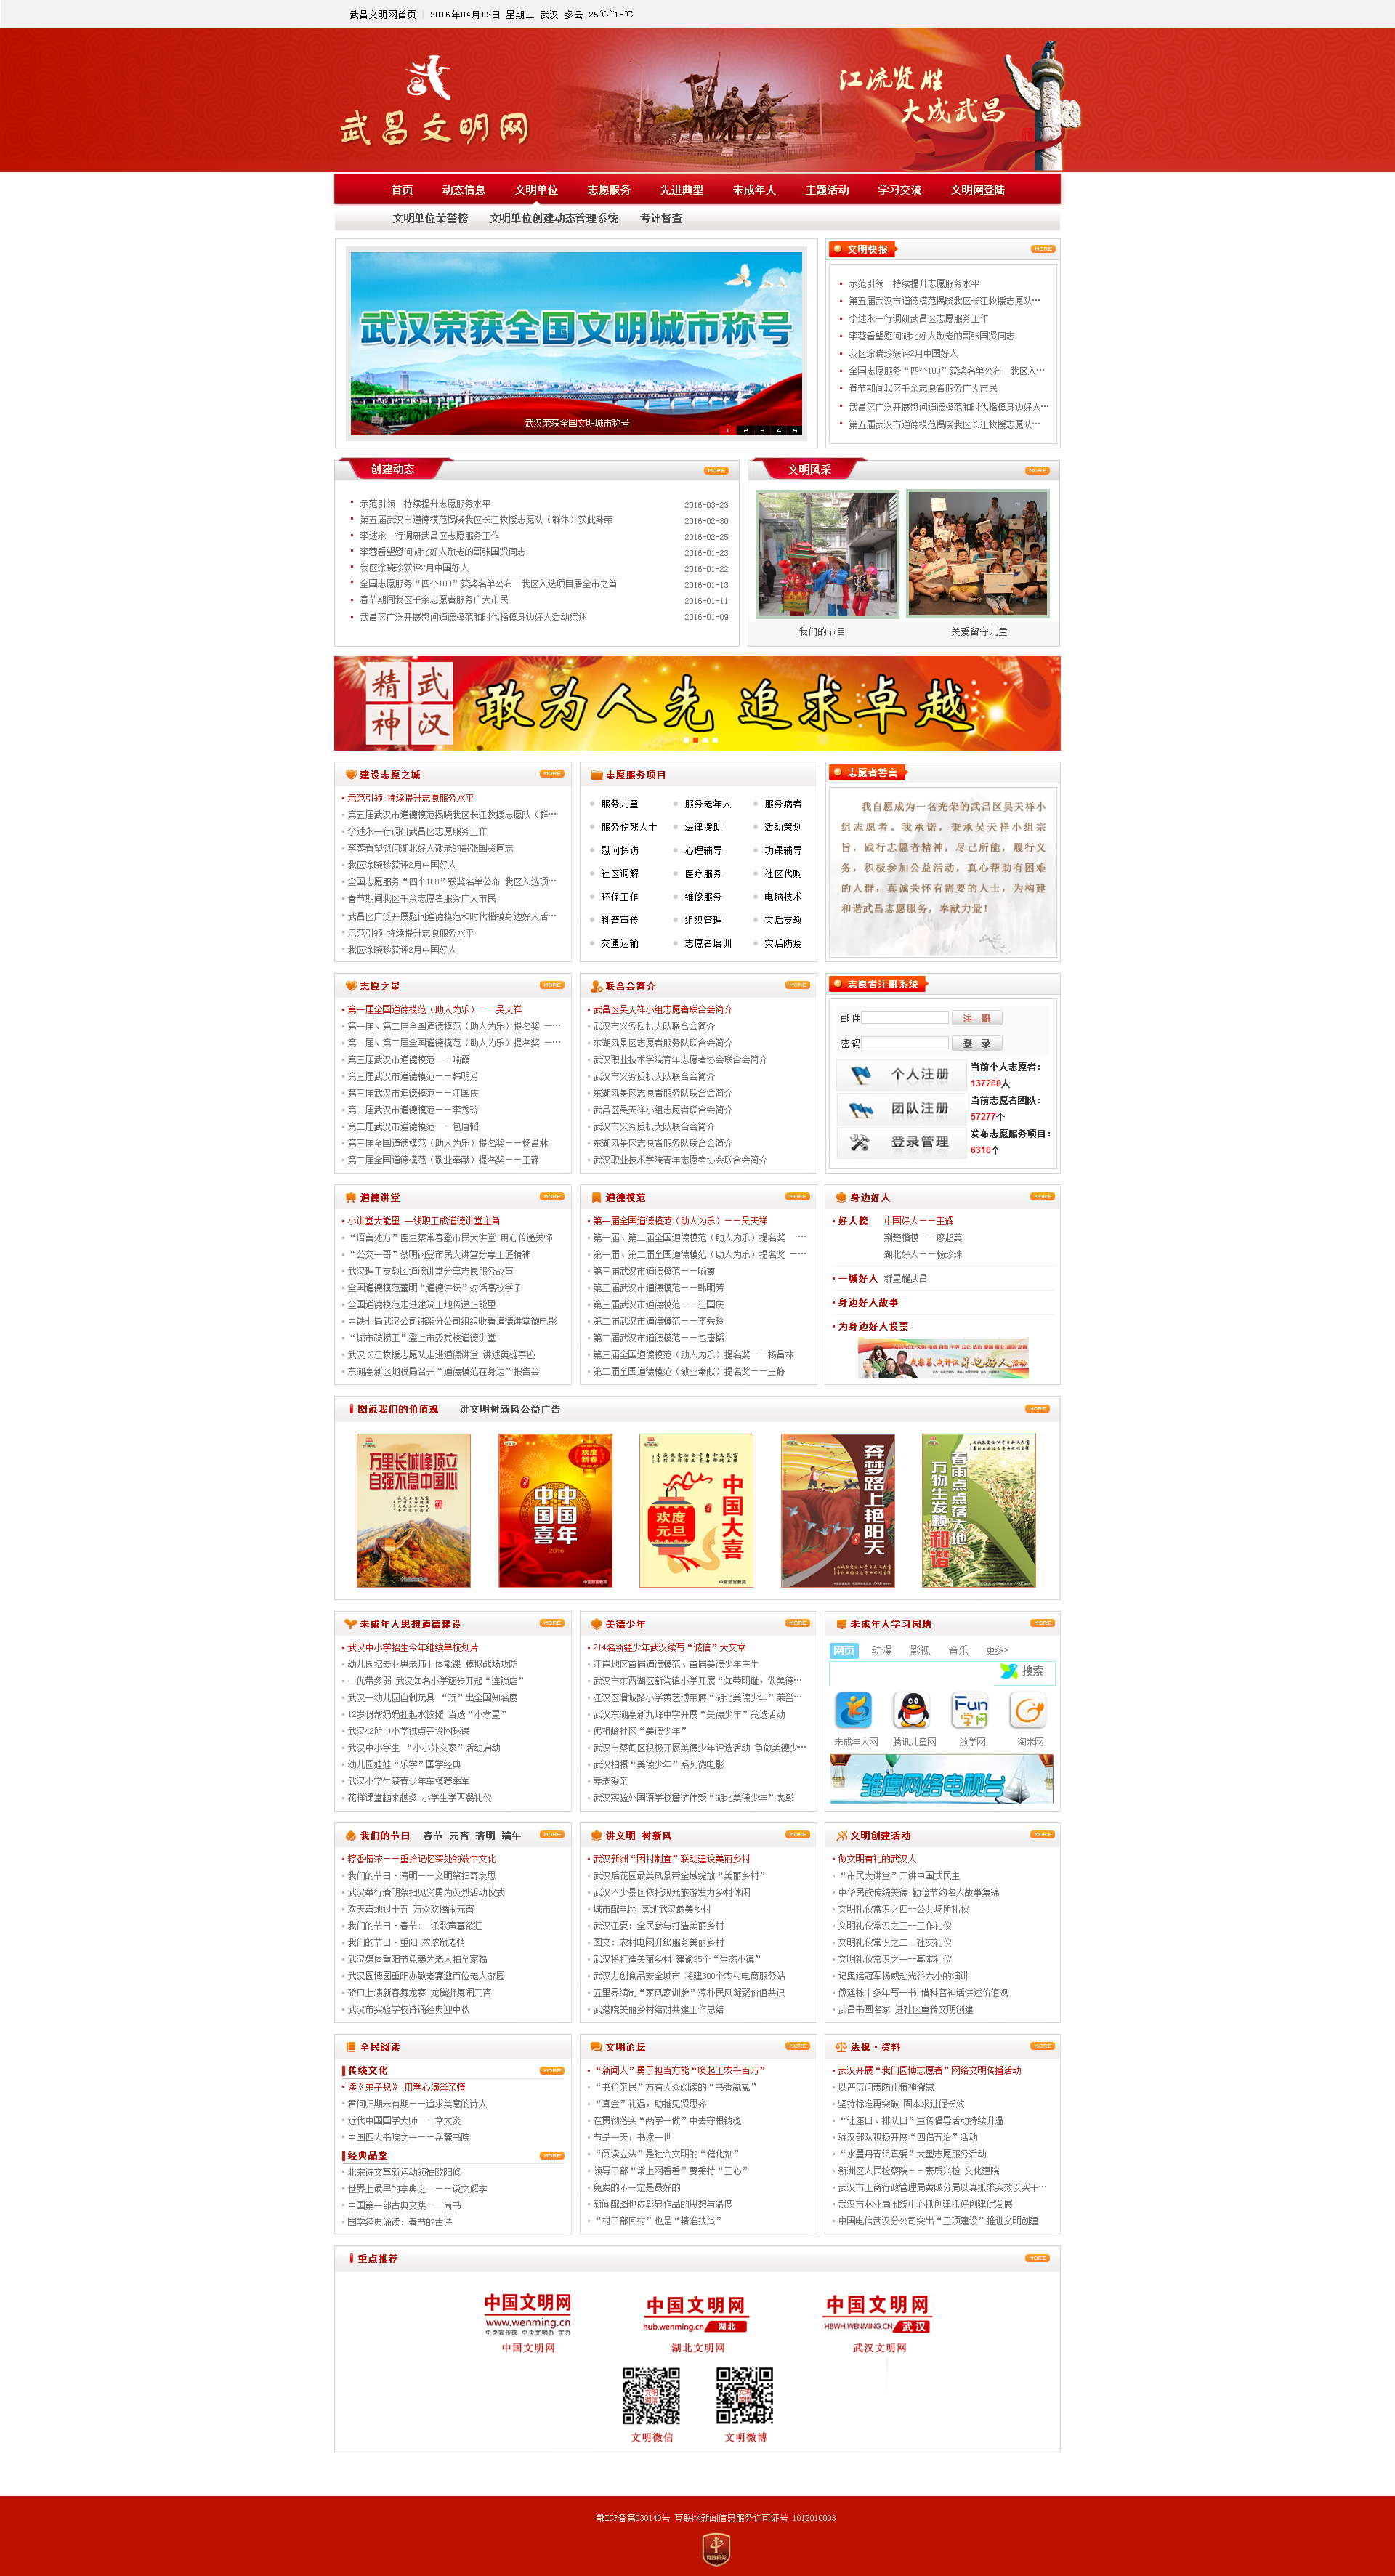 武昌文明网首页 | 2016年04月12日 星期二 武汉 多云 25℃~15℃
武昌文明网
江流贤胜
大成武昌
首页 动态信息 文明单位 志愿服务 先进典型 未成年人 主题活动 学习交流 文明网登陆
文明单位荣誉榜 文明单位创建动态管理系统 考评督查
武汉荣获全国文明城市称号
武汉荣获全国文明城市称号
1 2 3 4 5
文明快报 MORE
示范引领 持续提升志愿服务水平
第五届武汉市道德模范揭晓我区长江救援志愿队…
李述永一行调研武昌区志愿服务工作
李蓉看望慰问湖北好人敬老的哥张国贤同志
我区涂晓珍获评2月中国好人
全国志愿服务“四个100”获奖名单公布 我区入…
春节期间我区千余志愿者服务广大市民
武昌区广泛开展慰问道德模范和时代楷模身边好人…
第五届武汉市道德模范揭晓我区长江救援志愿队…
创建动态 MORE
示范引领 持续提升志愿服务水平 2016-03-23
第五届武汉市道德模范揭晓我区长江救援志愿队（群体）获此殊荣 2016-02-30
李述永一行调研武昌区志愿服务工作 2016-02-25
李蓉看望慰问湖北好人敬老的哥张国贤同志 2016-01-23
我区涂晓珍获评2月中国好人 2016-01-22
全国志愿服务“四个100”获奖名单公布 我区入选项目居全市之首 2016-01-13
春节期间我区千余志愿者服务广大市民 2016-01-11
武昌区广泛开展慰问道德模范和时代楷模身边好人活动综述 2016-01-09
文明风采 MORE
我们的节目 关爱留守儿童
武汉精神 敢为人先 追求卓越
建设志愿之城 MORE
示范引领 持续提升志愿服务水平
第五届武汉市道德模范揭晓我区长江救援志愿队（群…
李述永一行调研武昌区志愿服务工作
李蓉看望慰问湖北好人敬老的哥张国贤同志
我区涂晓珍获评2月中国好人
全国志愿服务“四个100”获奖名单公布 我区入选项…
春节期间我区千余志愿者服务广大市民
武昌区广泛开展慰问道德模范和时代楷模身边好人活…
示范引领 持续提升志愿服务水平
我区涂晓珍获评2月中国好人
志愿服务项目
服务儿童 服务老年人 服务病者
服务伤残人士 法律援助 活动策划
慰问探访 心理辅导 功课辅导
社区调解 医疗服务 社区代购
环保工作 维修服务 电脑技术
科普宣传 组织管理 灾后支教
交通运输 志愿者培训 灾后防疫
志愿者誓言
我自愿成为一名光荣的武昌区吴天祥小
组志愿者。我承诺，秉承吴天祥小组宗
旨，践行志愿者精神，尽己所能，履行义
务，积极参加公益活动，真心帮助有困难
的人群，真诚关怀有需要的人士，为构建
和谐武昌志愿服务，奉献力量！
志愿之星 MORE
第一届全国道德模范（助人为乐）——吴天祥
第一届、第二届全国道德模范（助人为乐）提名奖 —…
第一届、第二届全国道德模范（助人为乐）提名奖 —…
第三届武汉市道德模范——喻霞
第三届武汉市道德模范——韩明芳
第三届武汉市道德模范——江国庆
第二届武汉市道德模范——李秀玲
第二届武汉市道德模范——包唐韬
第三届全国道德模范（助人为乐）提名奖——杨昌林
第二届全国道德模范（敬业奉献）提名奖——王静
联合会简介 MORE
武昌区吴天祥小组志愿者联合会简介
武汉市义务反扒大队联合会简介
东湖风景区志愿者服务队联合会简介
武汉职业技术学院青年志愿者协会联合会简介
武汉市义务反扒大队联合会简介
东湖风景区志愿者服务队联合会简介
武昌区吴天祥小组志愿者联合会简介
武汉市义务反扒大队联合会简介
东湖风景区志愿者服务队联合会简介
武汉职业技术学院青年志愿者协会联合会简介
志愿者注册系统
邮件 注 册
密码 登 录
个人注册
团队注册
登录管理
当前个人志愿者：
137288人
当前志愿者团队：
57277个
发布志愿服务项目：
6310个
道德讲堂 MORE
小讲堂大能量 一线职工成道德讲堂主角
“语言处方”医生蔡常春登市民大讲堂 用心传递关怀
“公交一哥”蔡明钢登市民大讲堂分享工匠精神
武汉理工支教团道德讲堂分享志愿服务故事
全国道德模范董明“道德讲坛”对话高校学子
全国道德模范走进建筑工地传递正能量
中铁七局武汉公司铺架分公司组织收看道德讲堂微电影
“城市疏捞工”登上市委党校道德讲堂
武汉长江救援志愿队走进道德讲堂 讲述英雄事迹
东湖高新区地税局召开“道德模范在身边”报告会
道德模范 MORE
第一届全国道德模范（助人为乐）——吴天祥
第一届、第二届全国道德模范（助人为乐）提名奖 —…
第一届、第二届全国道德模范（助人为乐）提名奖 —…
第三届武汉市道德模范——喻霞
第三届武汉市道德模范——韩明芳
第三届武汉市道德模范——江国庆
第二届武汉市道德模范——李秀玲
第二届武汉市道德模范——包唐韬
第三届全国道德模范（助人为乐）提名奖——杨昌林
第二届全国道德模范（敬业奉献）提名奖——王静
身边好人 MORE
好人榜 中国好人——王辉
荆楚楷模——廖超英
湖北好人——杨珍珠
一城好人 群星耀武昌
身边好人故事
为身边好人投票
我推荐、我评议身边好人活动
图说我们的价值观 讲文明树新风公益广告 MORE
万里长城峰顶立
自强不息中国心
欢度新春
中国年
中国喜
2016
中国大喜
欢度元旦
奔梦路上艳阳天
春雨点点落大地
万物生发赖和谐
未成年人思想道德建设 MORE
武汉中小学招生今年继续单校划片
幼儿园招专业男老师上体能课 模拟战场攻防
一优带多弱 武汉知名小学逐步开起“连锁店”
武汉一幼儿园自制玩具 “玩”出全国知名度
12岁伢帮妈妈扛起水饺摊 当选“小孝星”
武汉42所中小学试点开设网球课
武汉中小学生 “小小外交家”活动启动
幼儿园娃娃“乐学”国学经典
武汉小学生获青少年车模赛季军
花样课堂越来越多 小学生学西餐礼仪
美德少年 MORE
214名新疆少年武汉续写“诚信”大文章
江岸地区首届道德模范、首届美德少年产生
武汉市东西湖区新沟镇小学开展“知荣明耻，做美德…
江汉区滑坡路小学黄艺博荣膺“湖北美德少年”荣誉…
武汉东湖高新九峰中学开展“美德少年”竞选活动
佛祖岭社区“美德少年”
武汉市蔡甸区积极开展美德少年评选活动 争做美德少…
武汉拍摄“美德少年”系列微电影
孝老爱亲
武汉实验外国语学校詹济伟受“湖北美德少年”表彰
未成年人学习园地 MORE
网页 动漫 影视 音乐 更多>
搜索
Fun学网
未成年人网 腾讯儿童网 放学网 淘米网
雏鹰网络电视台
我们的节日 春节 元宵 清明 端午 MORE
粽香情浓——重拾记忆深处的端午文化
我们的节日·清明——文明祭扫寄哀思
武汉举行清明祭扫见义勇为英烈活动仪式
欢天喜地过十五 万众欢腾闹元宵
我们的节日·春节：一派歌声喜欲狂
我们的节日·重阳 浓浓敬老情
武汉媒体重阳节免费为老人拍全家福
武汉园博园重阳办敬老宴邀百位老人游园
硚口上演新春舞龙赛 龙腾狮舞闹元宵
武汉市实验学校诗诵经典迎中秋
讲文明 树新风 MORE
武汉新洲“因村制宜”联动建设美丽乡村
武汉后花园最美风景带全域绽放“美丽乡村”
武汉不少景区依托观光旅游发力乡村休闲
城市配电网 落地武汉最美乡村
武汉江夏：全民参与打造美丽乡村
图文：农村电网升级服务美丽乡村
武汉将打造美丽乡村 建逾25个“生态小镇”
武汉力创食品安全城市 将建300个农村电商服务站
五里界编制“家风家训牌”淳朴民风凝聚价值共识
武港院美丽乡村结对共建工作总结
文明创建活动 MORE
做文明有礼的武汉人
“市民大讲堂”开讲中国式民主
中华民族传统美德 勤俭节约名人故事集锦
文明礼仪常识之四--公共场所礼仪
文明礼仪常识之三--工作礼仪
文明礼仪常识之二--社交礼仪
文明礼仪常识之一--基本礼仪
记奥运冠军杨威赴光谷六小的演讲
傅廷栋十多年写一书 借科普神话讲述价值观
武昌书画名家 进社区宣传文明创建
全民阅读
传统文化 MORE
读《弟子规》 用孝心演绎亲情
君问归期未有期——追求美意的诗人
近代中国国学大师——章太炎
中国四大书院之一——岳麓书院
经典品鉴 MORE
北宋诗文革新运动领袖欧阳修
世界上最早的字典之一——说文解字
中国第一部古典文集——尚书
国学经典诵读：春节的古诗
文明论坛 MORE
“新闻人”勇于担当方能“唤起工农千百万”
“书价亲民”方有大众阅读的“书香氤氲”
“真金”礼遇，助推见贤思齐
在贯彻落实“两学一做”中去守根铸魂
节是一天，书读一世
“阅读立法”是社会文明的“催化剂”
领导干部“常上网看看”要秉持“三心”
免费的不一定是最好的
新闻配图也应彰显作品的思想与温度
“村干部回村”也是“精准扶贫”
法规·资料 MORE
武汉开展“我们园博志愿者”网络文明传播活动
以严厉问责防止精神懈怠
坚持标准再突破 固本求进促长效
“让座日、排队日”宣传倡导活动持续升温
驻汉部队积极开展“四倡五治”活动
“水墨丹青绘真爱”大型志愿服务活动
新洲区人民检察院--素质兴检 文化建院
武汉市工商行政管理局黄陂分局以真抓求实效以实干…
武汉市林业局围绕中心抓创建抓好创建促发展
中国电信武汉分公司突出“三项建设”推进文明创建
重点推荐 MORE
中国文明网
www.wenming.cn
中央宣传部 中央文明办 主办
中国文明网
中国文明网
hub.wenming.cn 湖北
湖北文明网
中国文明网
HBWH.WENMING.CN 武汉
武汉文明网
文明微信 文明微博
鄂ICP备第030140号 互联网新闻信息服务许可证号 1012010003